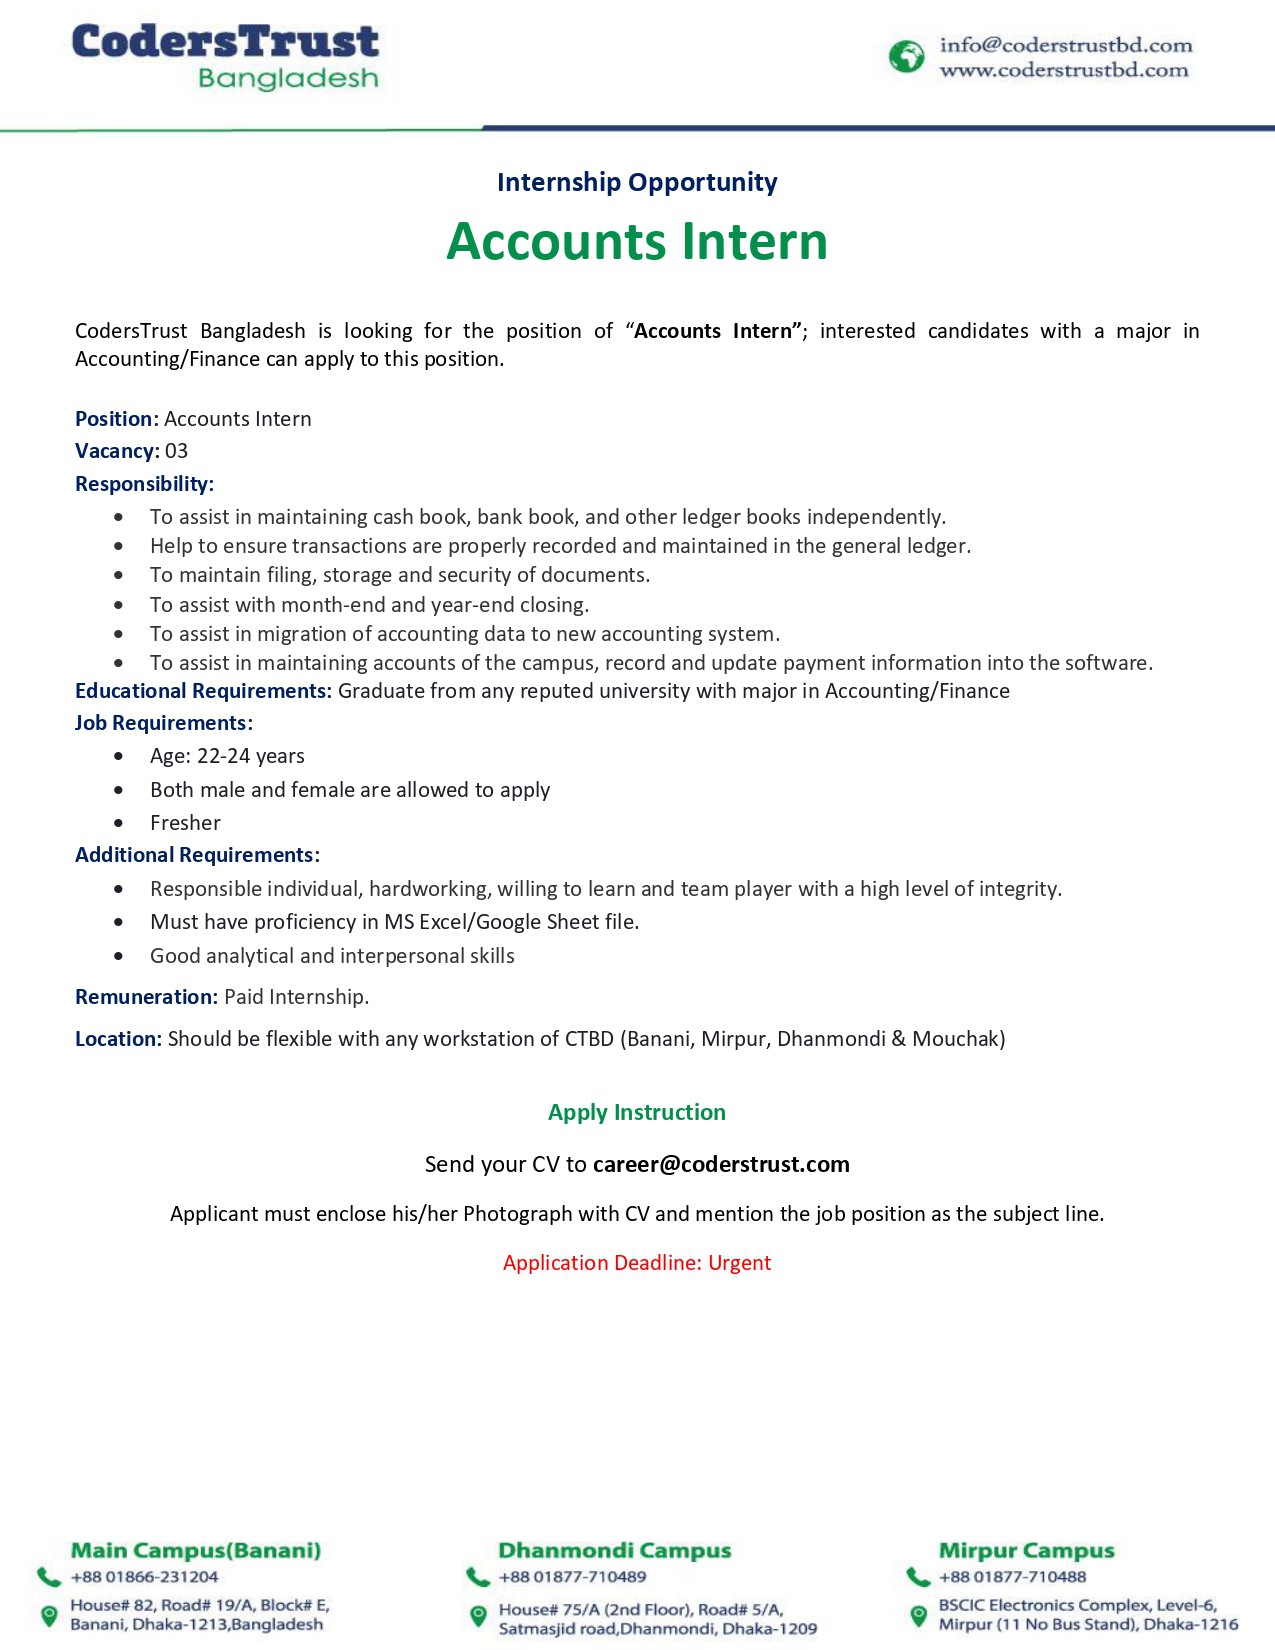 CodersTrust
Bangladesh
info@coderstrustbd.com
www.coderstrustbd.com
Internship Opportunity
Accounts Intern
CodersTrust Bangladesh is looking for the position of “Accounts Intern”; interested candidates with a major in
Accounting/Finance can apply to this position.
Position: Accounts Intern
Vacancy: 03
Responsibility:
• To assist in maintaining cash book, bank book, and other ledger books independently.
• Help to ensure transactions are properly recorded and maintained in the general ledger.
• To maintain filing, storage and security of documents.
• To assist with month-end and year-end closing.
• To assist in migration of accounting data to new accounting system.
• To assist in maintaining accounts of the campus, record and update payment information into the software.
Educational Requirements: Graduate from any reputed university with major in Accounting/Finance
Job Requirements:
• Age: 22-24 years
• Both male and female are allowed to apply
• Fresher
Additional Requirements:
• Responsible individual, hardworking, willing to learn and team player with a high level of integrity.
• Must have proficiency in MS Excel/Google Sheet file.
• Good analytical and interpersonal skills
Remuneration: Paid Internship.
Location: Should be flexible with any workstation of CTBD (Banani, Mirpur, Dhanmondi & Mouchak)
Apply Instruction
Send your CV to career@coderstrust.com
Applicant must enclose his/her Photograph with CV and mention the job position as the subject line.
Application Deadline: Urgent
Main Campus(Banani)
+88 01866-231204
House# 82, Road# 19/A, Block# E,
Banani, Dhaka-1213,Bangladesh
Dhanmondi Campus
+88 01877-710489
House# 75/A (2nd Floor), Road# 5/A,
Satmasjid road,Dhanmondi, Dhaka-1209
Mirpur Campus
+88 01877-710488
BSCIC Electronics Complex, Level-6,
Mirpur (11 No Bus Stand), Dhaka-1216